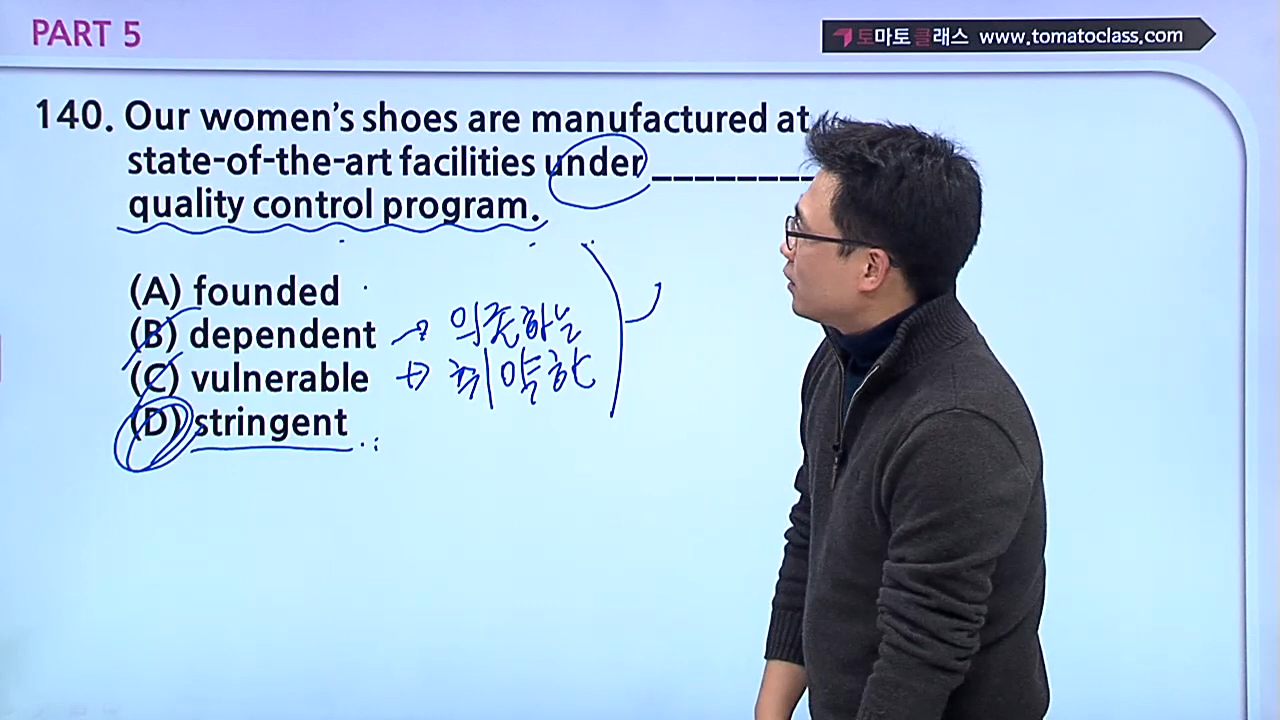 PART 5
토마토클래스 www.tomatoclass.com
140. Our women's shoes are manufactured at
state-of-the-art facilities under ________
quality control program.
(A) founded
(B) dependent → 의존하는
(C) vulnerable → 취약한
(D) stringent